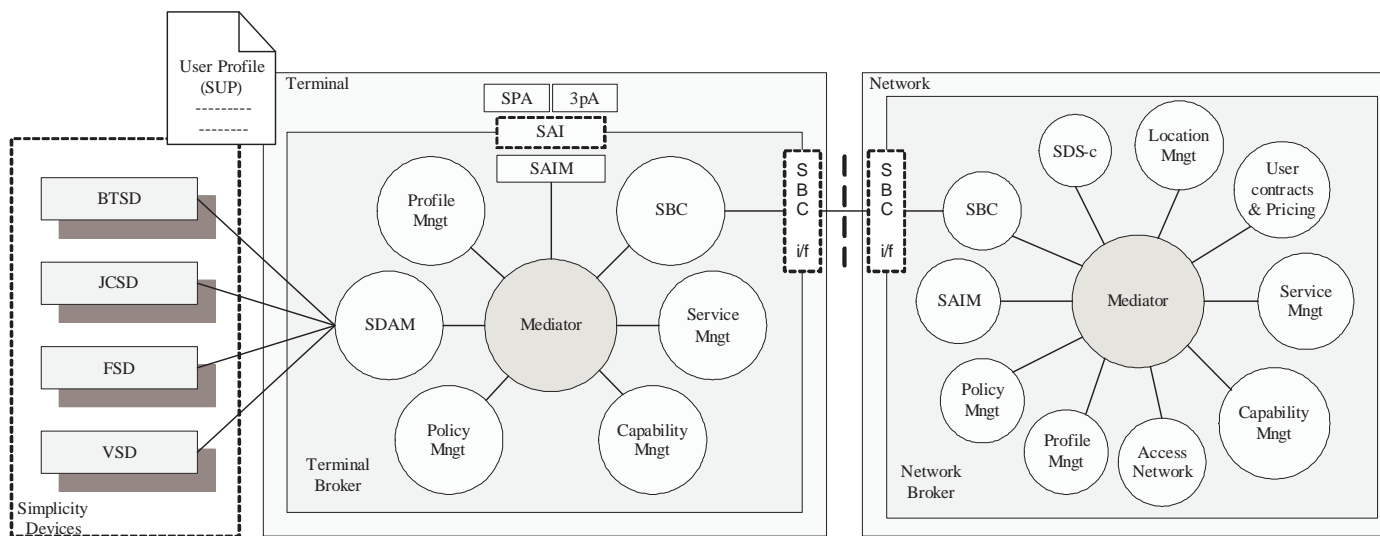 User Profile
(SUP)
Terminal
SPA
3pA
SAI
SAIM
Profile
Mngt
SBC
SDAM
Mediator
Service
Mngt
Policy
Mngt
Capability
Mngt
Terminal
Broker
BTSD
JCSD
FSD
VSD
Simplicity
Devices
S
B
C
i/f
Network
S
B
C
i/f
SDS-c
Location
Mngt
User
contracts
& Pricing
SBC
SAIM
Mediator
Service
Mngt
Policy
Mngt
Profile
Mngt
Access
Network
Capability
Mngt
Network
Broker